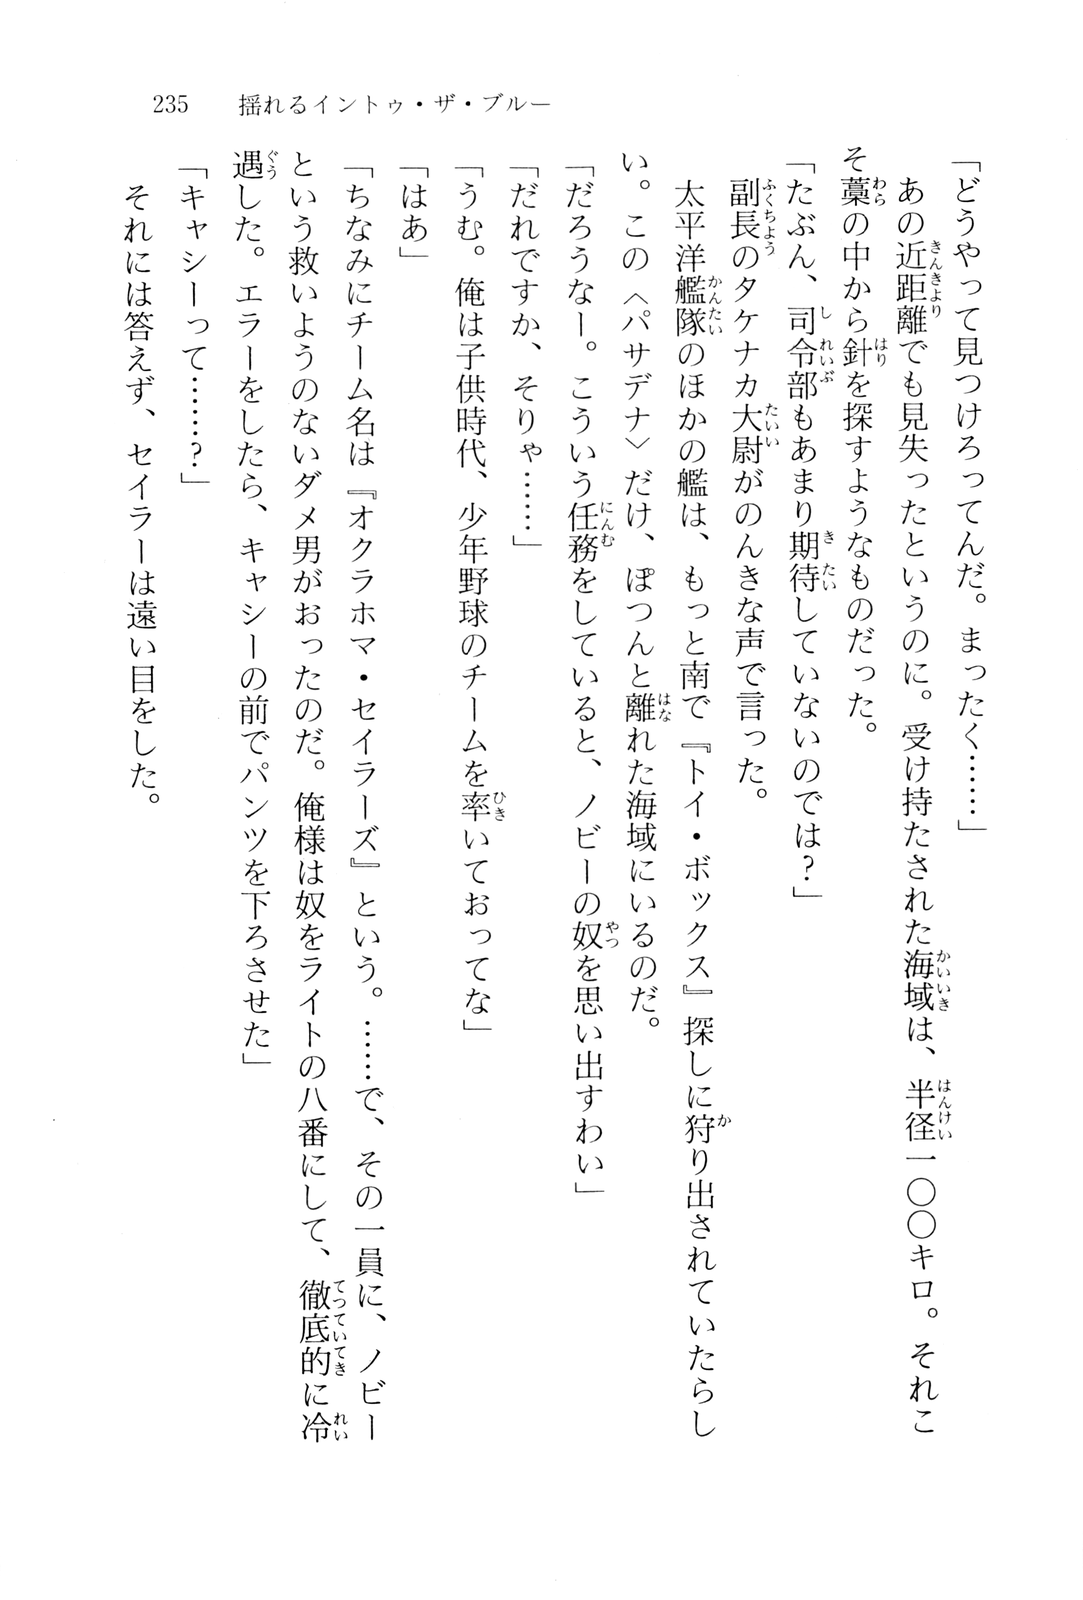 235　揺れるイントゥ・ザ・ブルー
「どうやって見つけろってんだ。まったく……」
　あの近距離でも見失ったというのに。受け持たされた海域は、半径一〇〇キロ。それこ
そ藁の中から針を探すようなものだった。
「たぶん、司令部もあまり期待していないのでは？」
　副長のタケナカ大尉がのんきな声で言った。
　太平洋艦隊のほかの艦は、もっと南で『トイ・ボックス』探しに狩り出されていたらし
い。この〈パサデナ〉だけ、ぽつんと離れた海域にいるのだ。
「だろうなー。こういう任務をしていると、ノビーの奴を思い出すわい」
「だれですか、そりゃ……」
「うむ。俺は子供時代、少年野球のチームを率いておってな」
「はあ」
「ちなみにチーム名は『オクラホマ・セイラーズ』という。……で、その一員に、ノビー
という救いようのないダメ男がおったのだ。俺様は奴をライトの八番にして、徹底的に冷
遇した。エラーをしたら、キャシーの前でパンツを下ろさせた」
「キャシーって……？」
　それには答えず、セイラーは遠い目をした。